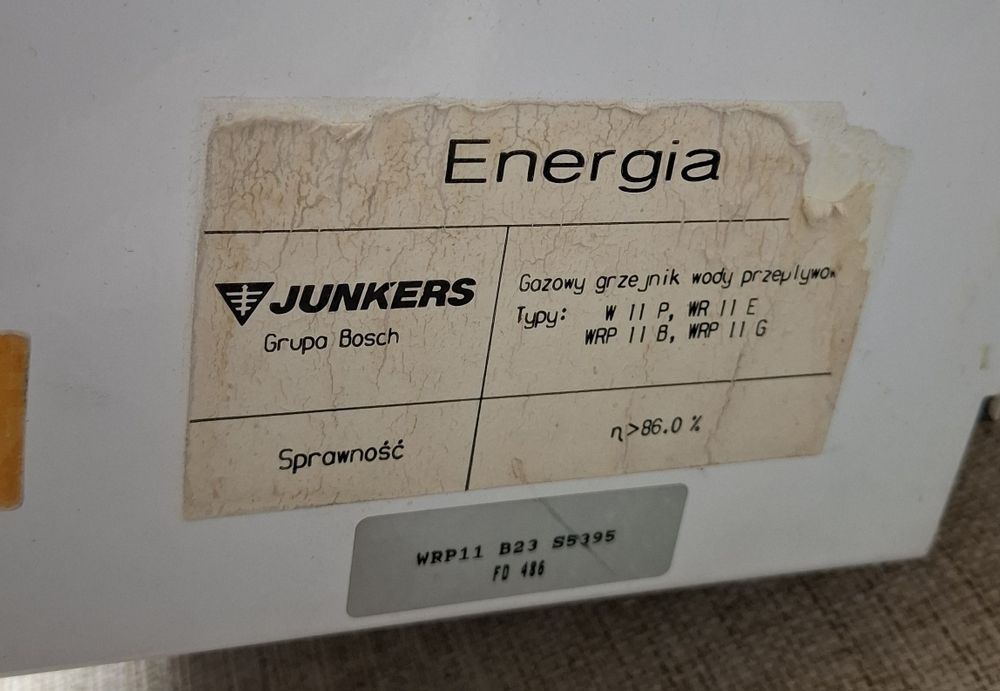 Energia
JUNKERS
Grupa Bosch
Gazowy grzejnik wody
Typy: W 11 P, WR 11 E
WRP 11 B, WRP 11 G
Sprawność
η>86.0 %
WRP11 B23 S5395
FD 486